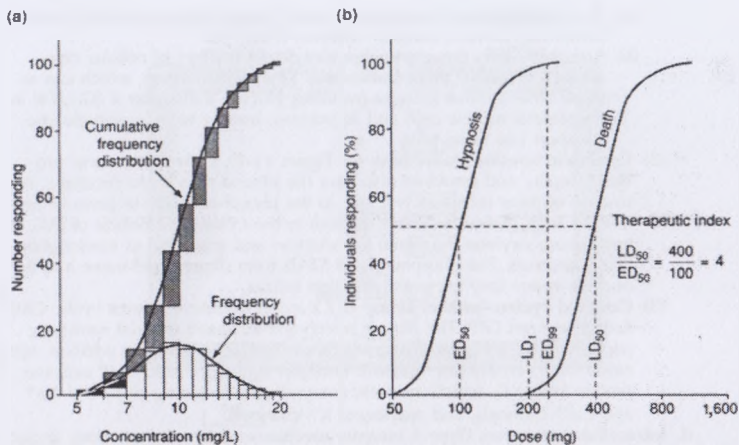 (a)
Number responding
100
80
60
40
20
0
Cumulative
frequency
distribution
Frequency
distribution
5
10
20
Concentration (mg/L)
(b)
Individuals responding (%)
100
80
60
40
20
0
Hypnosis
Death
Therapeutic index
LD50 / ED50 = 400 / 100 = 4
ED50
LD1
ED99
LD50
50
100
200
400
800
1,600
Dose (mg)